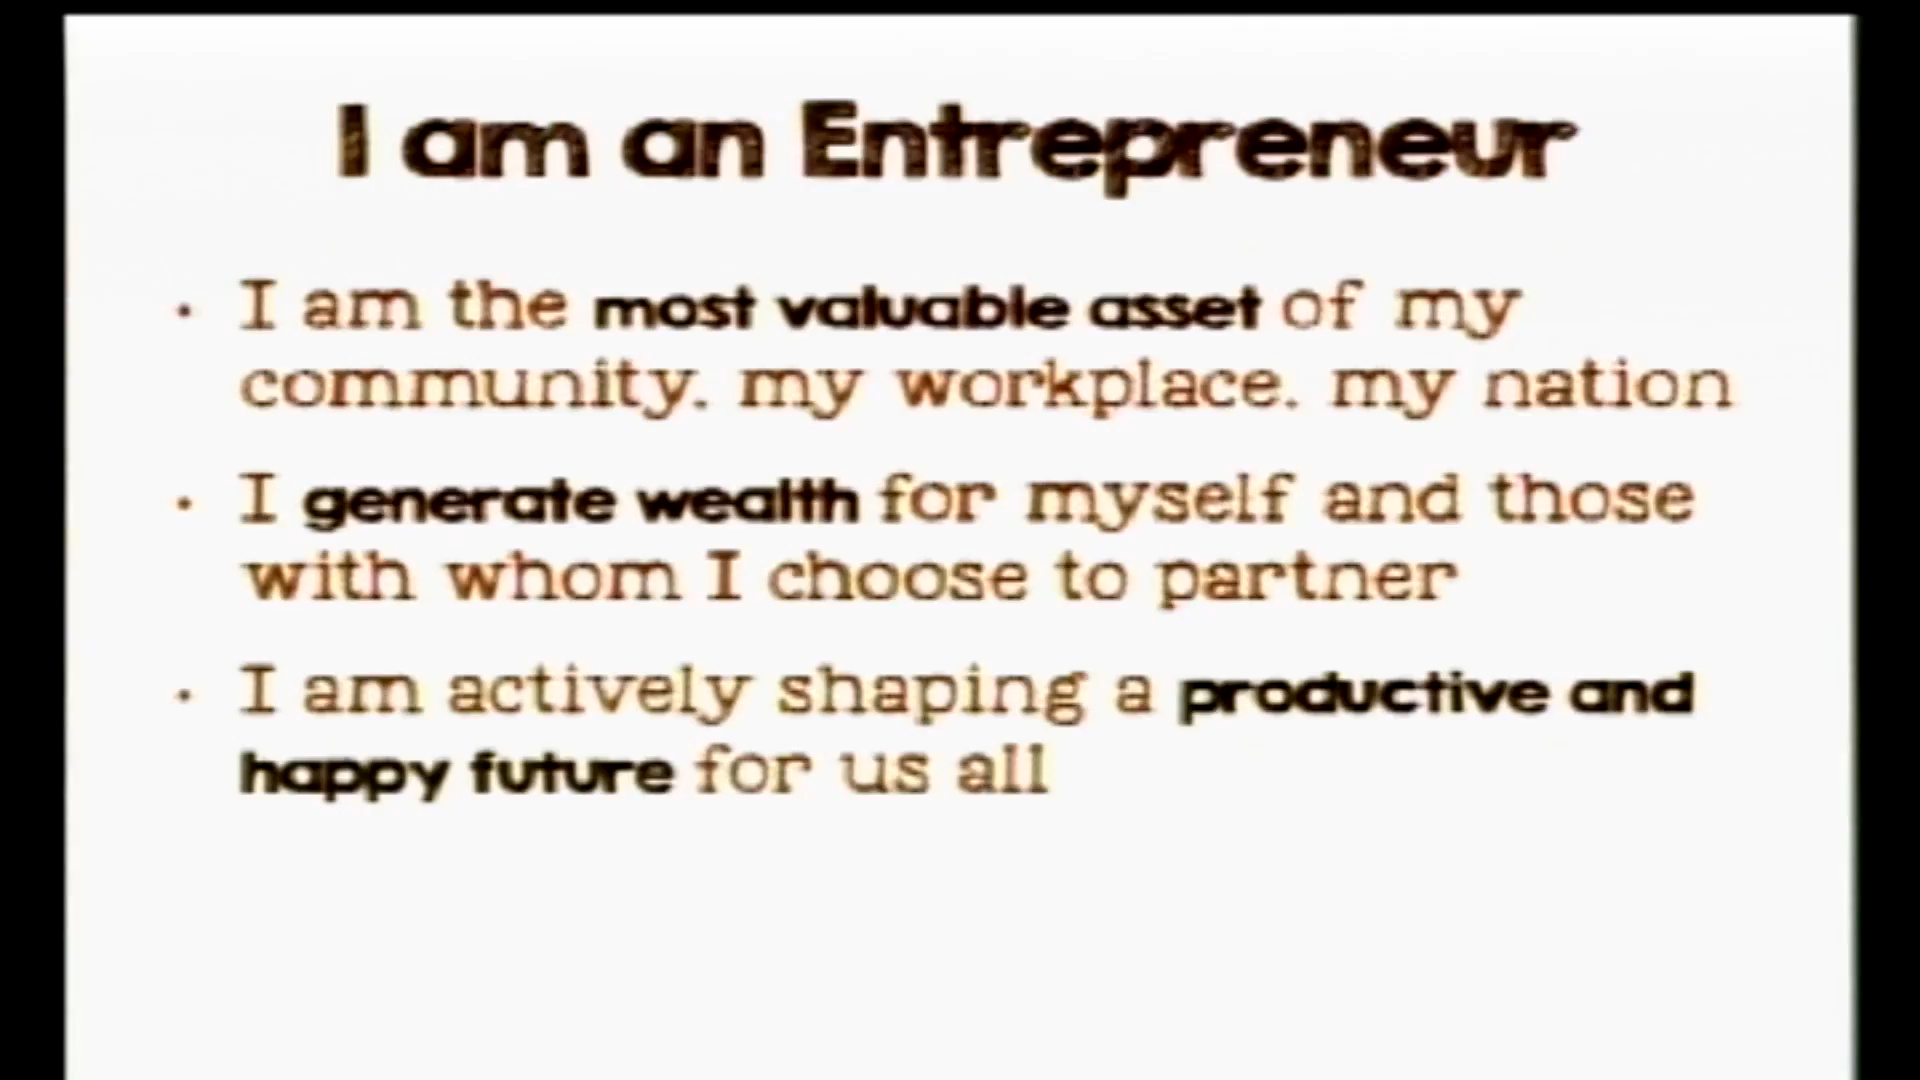 I am an Entrepreneur
· I am the most valuable asset of my
community, my workplace, my nation
· I generate wealth for myself and those
with whom I choose to partner
· I am actively shaping a productive and
happy future for us all